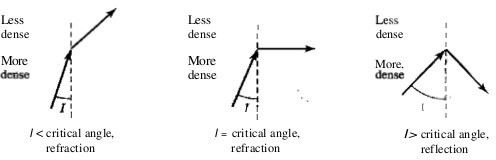 Less
dense
More
dense
I
I < critical angle,
refraction
Less
dense
More
dense
I
I = critical angle,
refraction
Less
dense
More.
dense
I
I > critical angle,
reflection